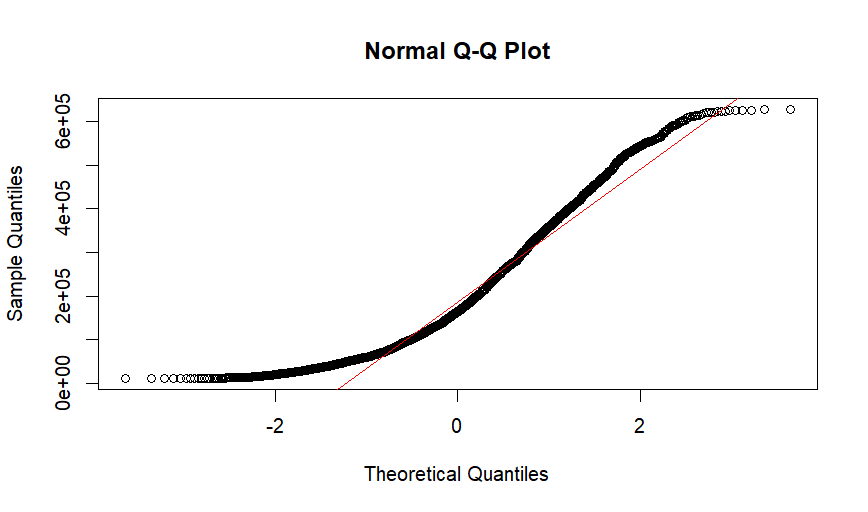 Normal Q-Q Plot
Sample Quantiles
6e+05
4e+05
2e+05
0e+00
-2 0 2
Theoretical Quantiles